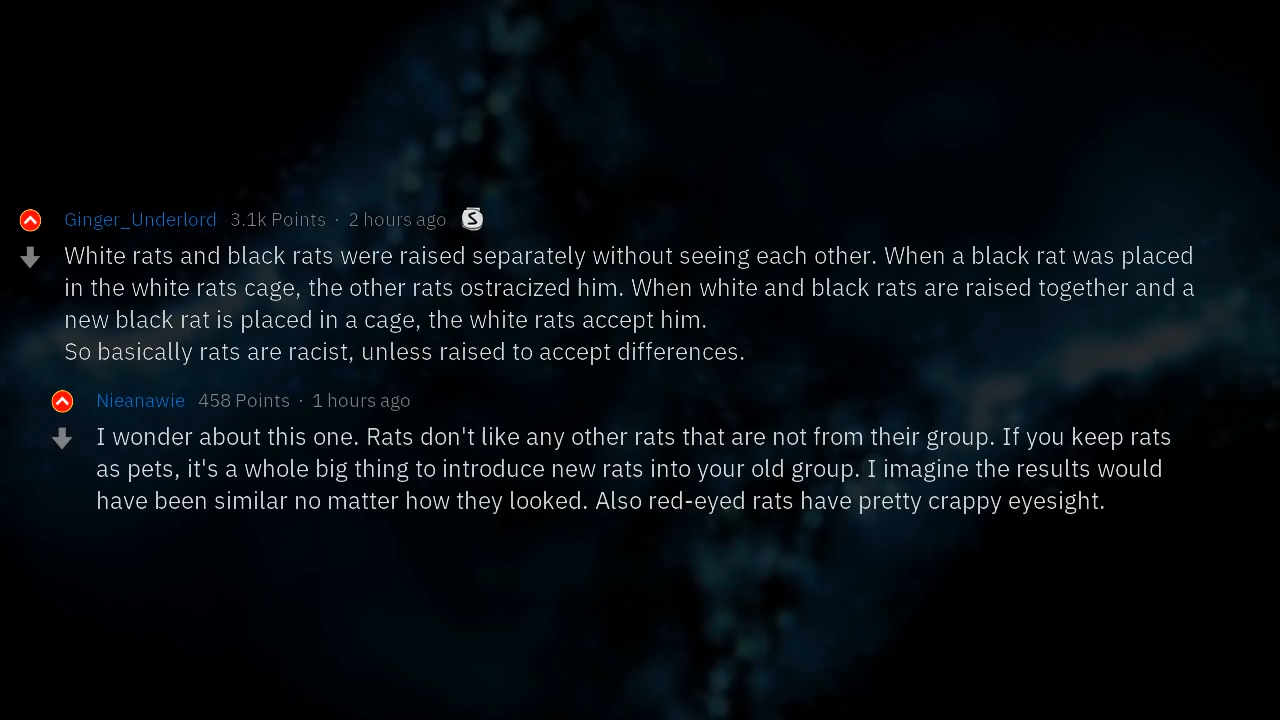 Ginger_Underlord 3.1k Points · 2 hours ago S
White rats and black rats were raised separately without seeing each other. When a black rat was placed
in the white rats cage, the other rats ostracized him. When white and black rats are raised together and a
new black rat is placed in a cage, the white rats accept him.
So basically rats are racist, unless raised to accept differences.
Nieanawie 458 Points · 1 hours ago
I wonder about this one. Rats don't like any other rats that are not from their group. If you keep rats
as pets, it's a whole big thing to introduce new rats into your old group. I imagine the results would
have been similar no matter how they looked. Also red-eyed rats have pretty crappy eyesight.